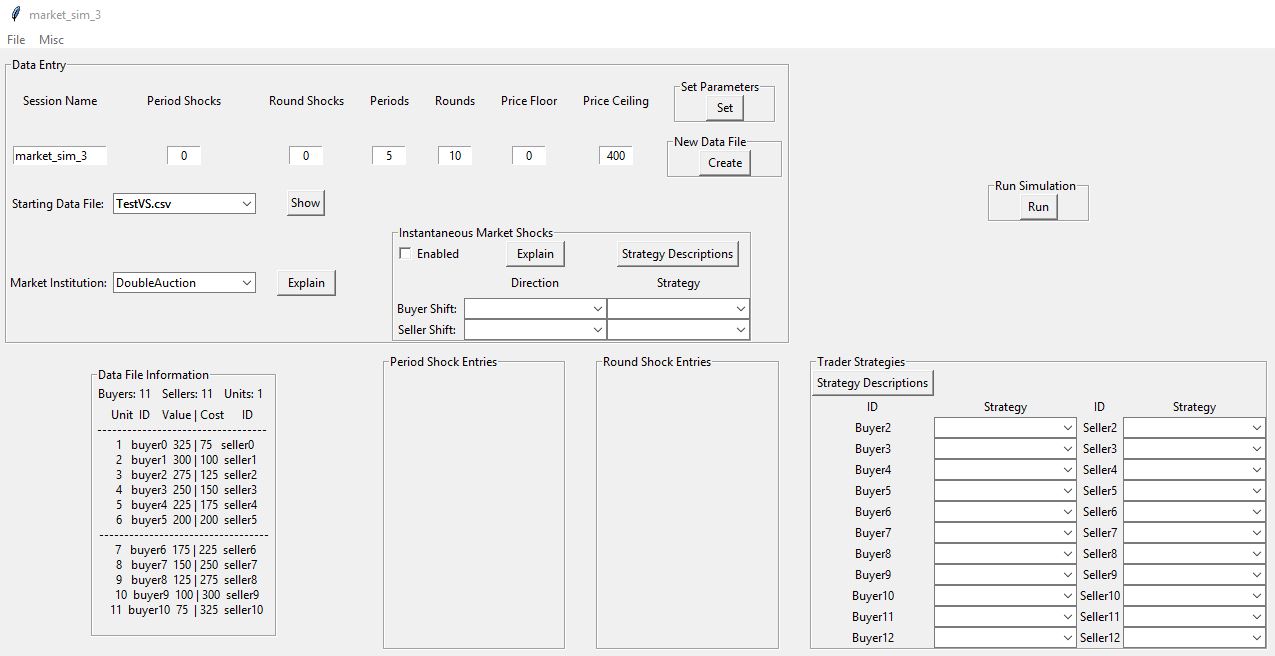 market_sim_3
File Misc
Data Entry
Session Name Period Shocks Round Shocks Periods Rounds Price Floor Price Ceiling
Set Parameters
Set
market_sim_3 0 0 5 10 0 400
New Data File
Create
Starting Data File: TestVS.csv Show
Run Simulation
Run
Instantaneous Market Shocks
Enabled Explain Strategy Descriptions
Market Institution: DoubleAuction Explain
Direction Strategy
Buyer Shift:
Seller Shift:
Data File Information
Buyers: 11 Sellers: 11 Units: 1
Unit ID Value | Cost ID
----------------------------------------
1 buyer0 325 | 75 seller0
2 buyer1 300 | 100 seller1
3 buyer2 275 | 125 seller2
4 buyer3 250 | 150 seller3
5 buyer4 225 | 175 seller4
6 buyer5 200 | 200 seller5
----------------------------------------
7 buyer6 175 | 225 seller6
8 buyer7 150 | 250 seller7
9 buyer8 125 | 275 seller8
10 buyer9 100 | 300 seller9
11 buyer10 75 | 325 seller10
Period Shock Entries
Round Shock Entries
Trader Strategies
Strategy Descriptions
ID Strategy ID Strategy
Buyer2 Seller2
Buyer3 Seller3
Buyer4 Seller4
Buyer5 Seller5
Buyer6 Seller6
Buyer7 Seller7
Buyer8 Seller8
Buyer9 Seller9
Buyer10 Seller10
Buyer11 Seller11
Buyer12 Seller12